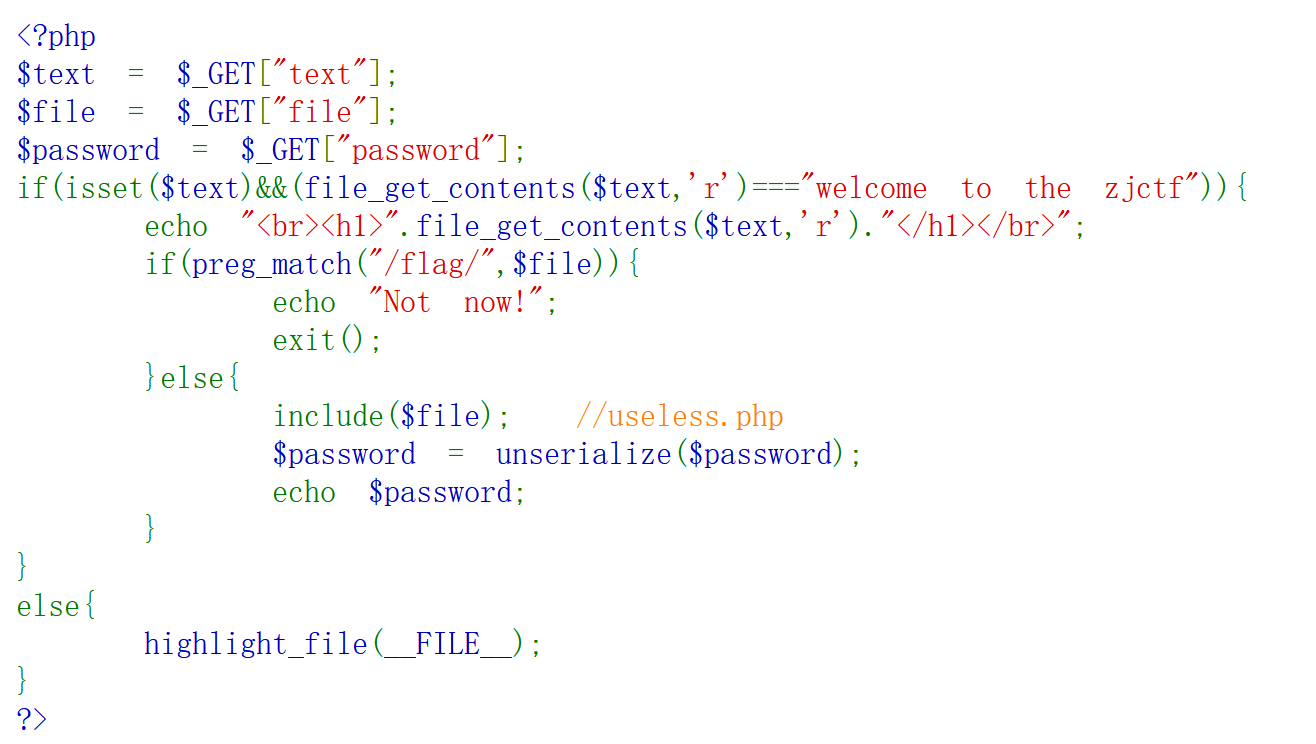 <?php
$text = $_GET["text"];
$file = $_GET["file"];
$password = $_GET["password"];
if(isset($text)&&(file_get_contents($text,'r')==="welcome to the zjctf")){
        echo "<br><h1>".file_get_contents($text,'r')."</h1></br>";
        if(preg_match("/flag/",$file)){
                echo "Not now!";
                exit();
        }else{
                include($file);  //useless.php
                $password = unserialize($password);
                echo $password;
        }
}
else{
        highlight_file(__FILE__);
}
?>